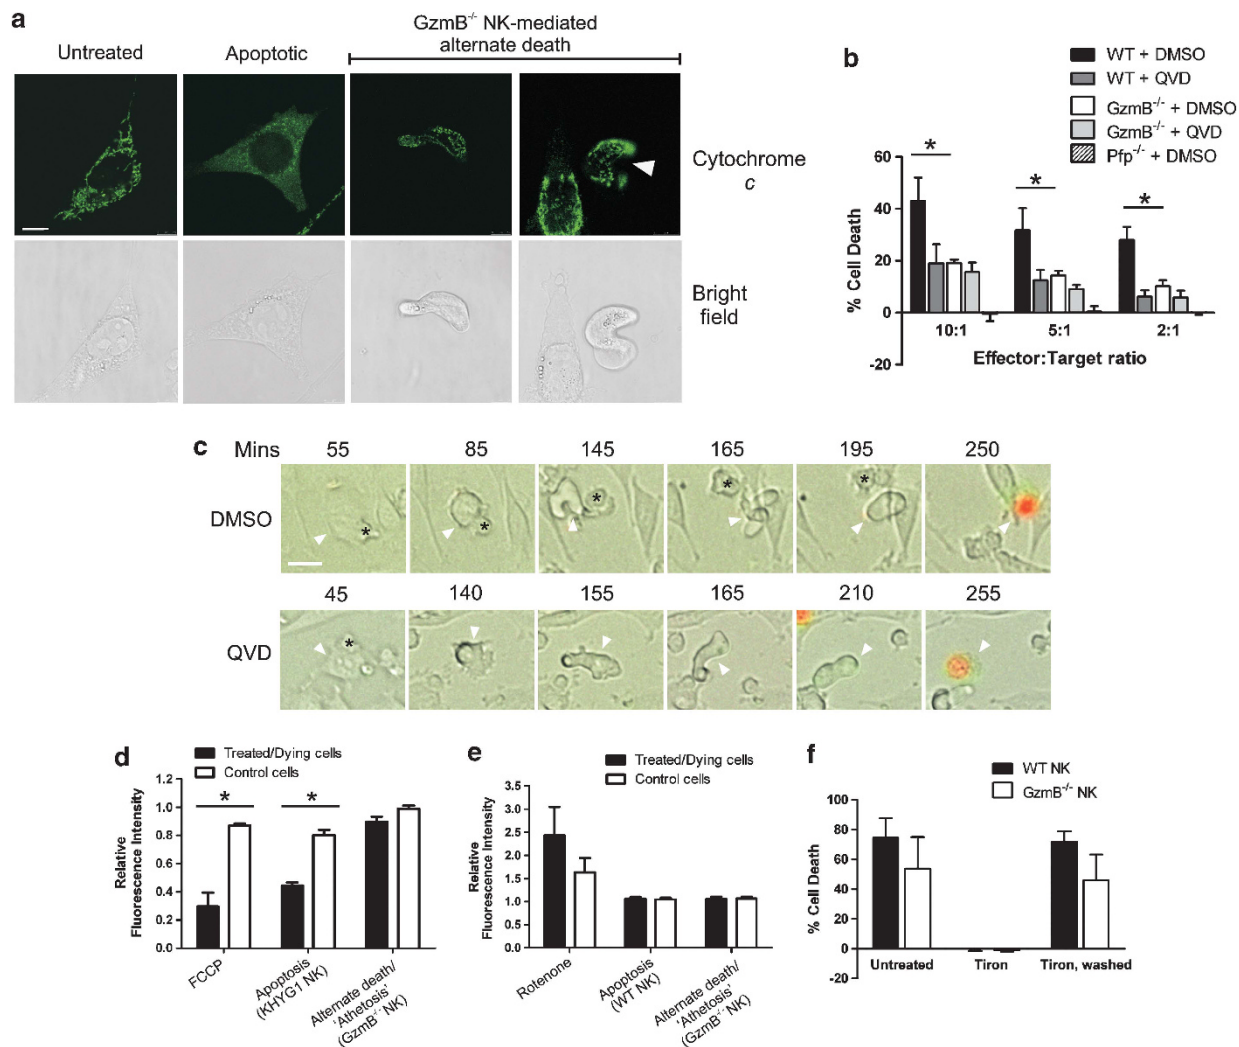 a
GzmB-/- NK-mediated
alternate death
Untreated
Apoptotic
Cytochrome
c
Bright
field
b
WT + DMSO
WT + QVD
GzmB-/- + DMSO
GzmB-/- + QVD
Pfp-/- + DMSO
% Cell Death
60
40
20
0
-20
*
*
*
10:1
5:1
2:1
Effector:Target ratio
c
Mins
55
85
145
165
195
250
DMSO
*
*
*
*
*
45
140
155
165
210
255
QVD
*
d
Treated/Dying cells
Control cells
Relative
Fluorescence Intensity
1.2
1.0
0.8
0.6
0.4
0.2
0.0
*
*
FCCP
Apoptosis
(KHYG1 NK)
Alternate death/
'Athetosis'
(GzmB-/- NK)
e
Treated/Dying cells
Control cells
Relative
Fluorescence Intensity
3.5
3.0
2.5
2.0
1.5
1.0
0.5
0.0
Rotenone
Apoptosis
(WT NK)
Alternate death/
'Athetosis'
(GzmB-/- NK)
f
WT NK
GzmB-/- NK
% Cell Death
100
80
60
40
20
0
-20
Untreated
Tiron
Tiron, washed